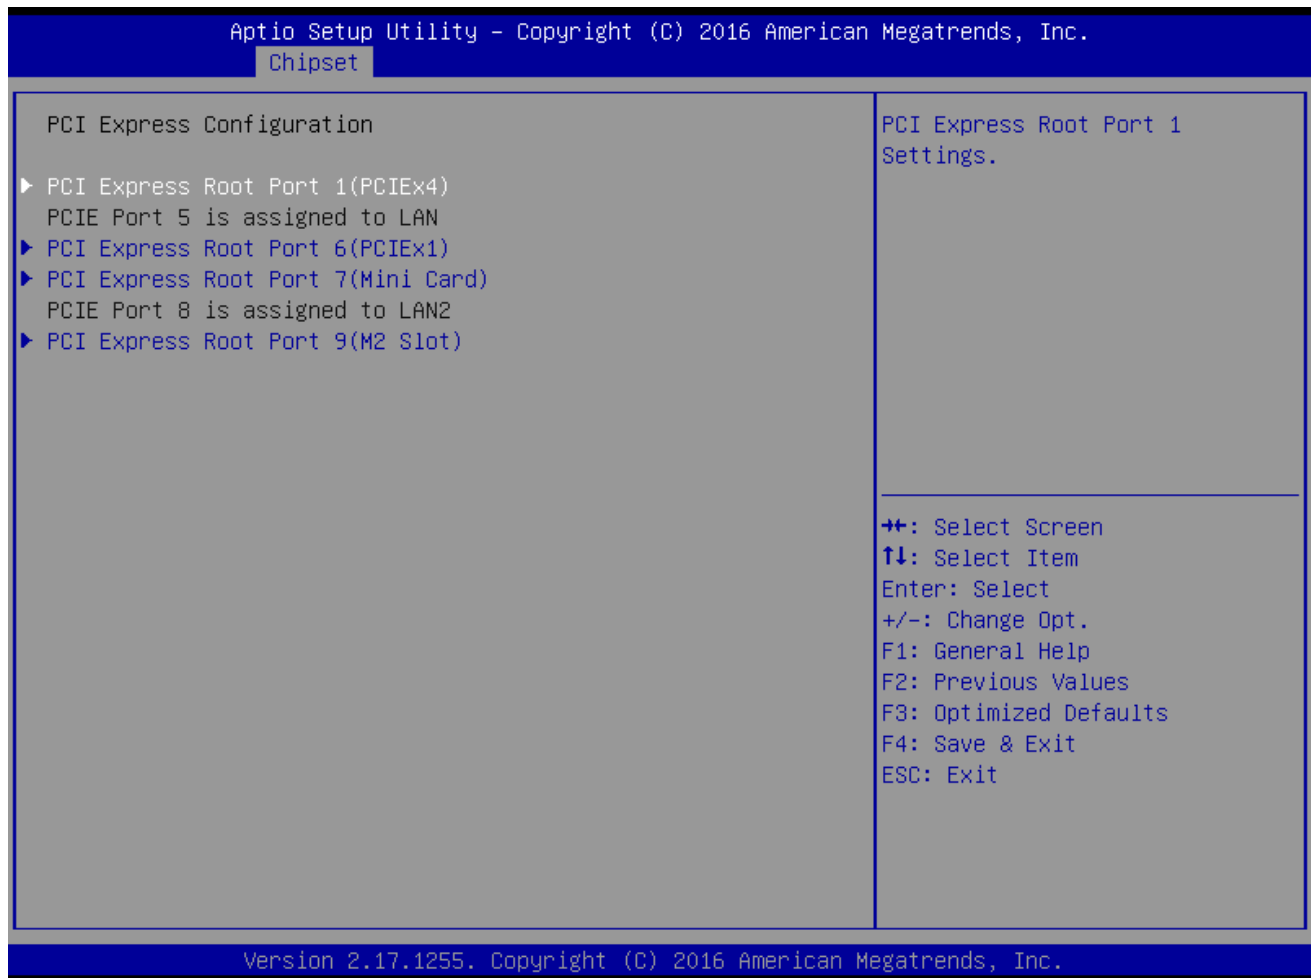 Aptio Setup Utility – Copyright (C) 2016 American Megatrends, Inc.
Chipset
PCI Express Configuration
▶ PCI Express Root Port 1(PCIEx4)
PCIE Port 5 is assigned to LAN
▶ PCI Express Root Port 6(PCIEx1)
▶ PCI Express Root Port 7(Mini Card)
PCIE Port 8 is assigned to LAN2
▶ PCI Express Root Port 9(M2 Slot)
PCI Express Root Port 1
Settings.
→←: Select Screen
↑↓: Select Item
Enter: Select
+/-: Change Opt.
F1: General Help
F2: Previous Values
F3: Optimized Defaults
F4: Save & Exit
ESC: Exit
Version 2.17.1255. Copyright (C) 2016 American Megatrends, Inc.